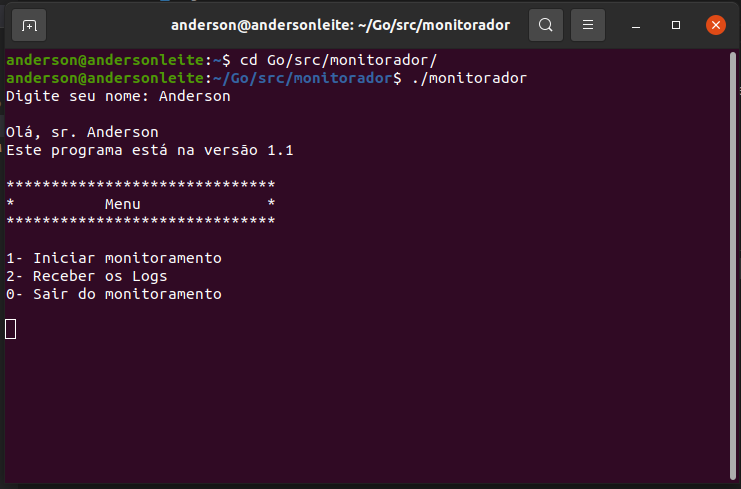 anderson@andersonleite: ~/Go/src/monitorador
anderson@andersonleite:~$ cd Go/src/monitorador/
anderson@andersonleite:~/Go/src/monitorador$ ./monitorador
Digite seu nome: Anderson
Olá, sr. Anderson
Este programa está na versão 1.1
******************************
*          Menu              *
******************************
1- Iniciar monitoramento
2- Receber os Logs
0- Sair do monitoramento